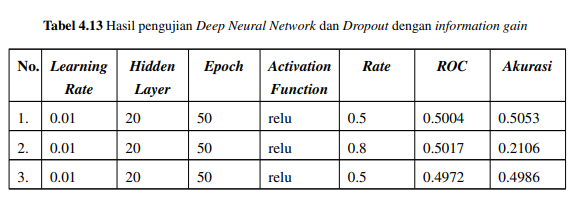 Tabel 4.13 Hasil pengujian Deep Neural Network dan Dropout dengan information gain
No. Learning Rate Hidden Layer Epoch Activation Function Rate ROC Akurasi
1. 0.01 20 50 relu 0.5 0.5004 0.5053
2. 0.01 20 50 relu 0.8 0.5017 0.2106
3. 0.01 20 50 relu 0.5 0.4972 0.4986